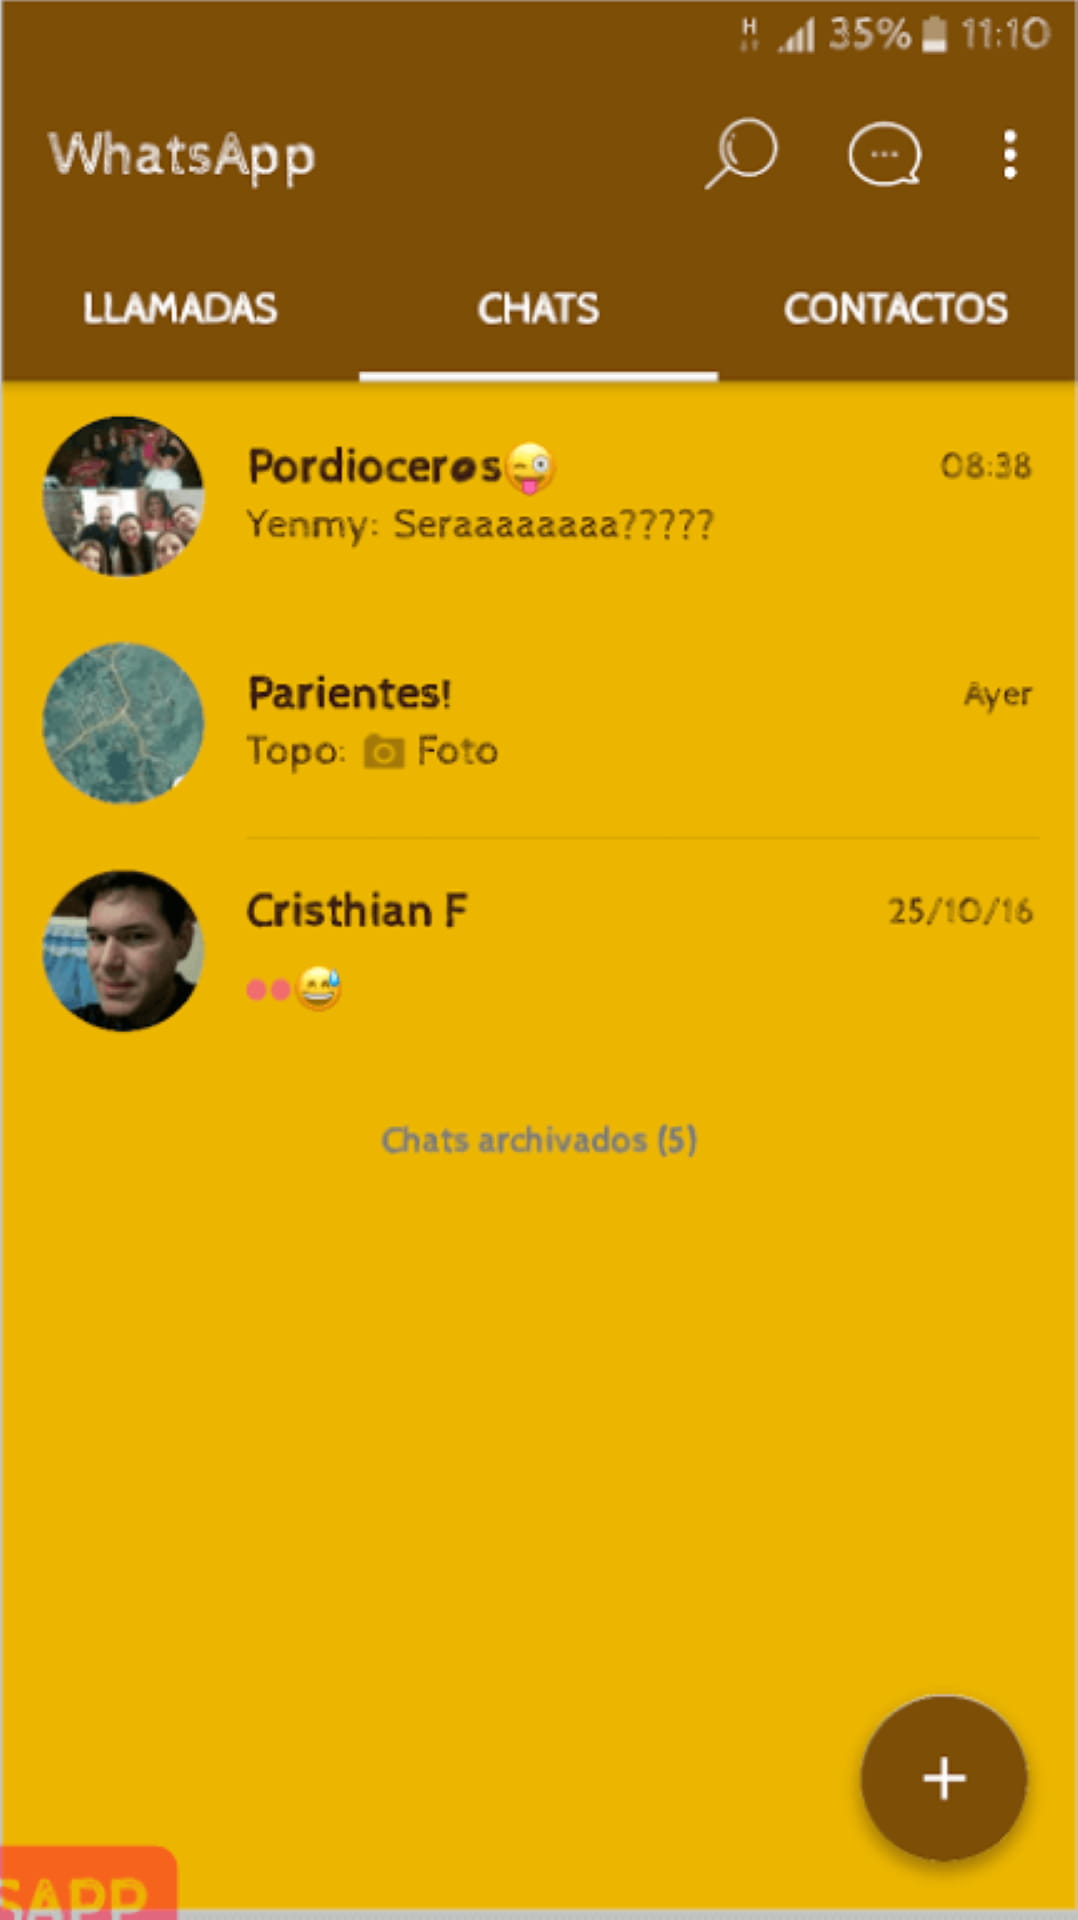 H 35% 11:10
WhatsApp
LLAMADAS CHATS CONTACTOS
Pordioceros😜 08:38
Yenmy: Seraaaaaaaa?????
Parientes! Ayer
Topo: 📷 Foto
Cristhian F 25/10/16
😅
Chats archivados (5)
+
SAPP